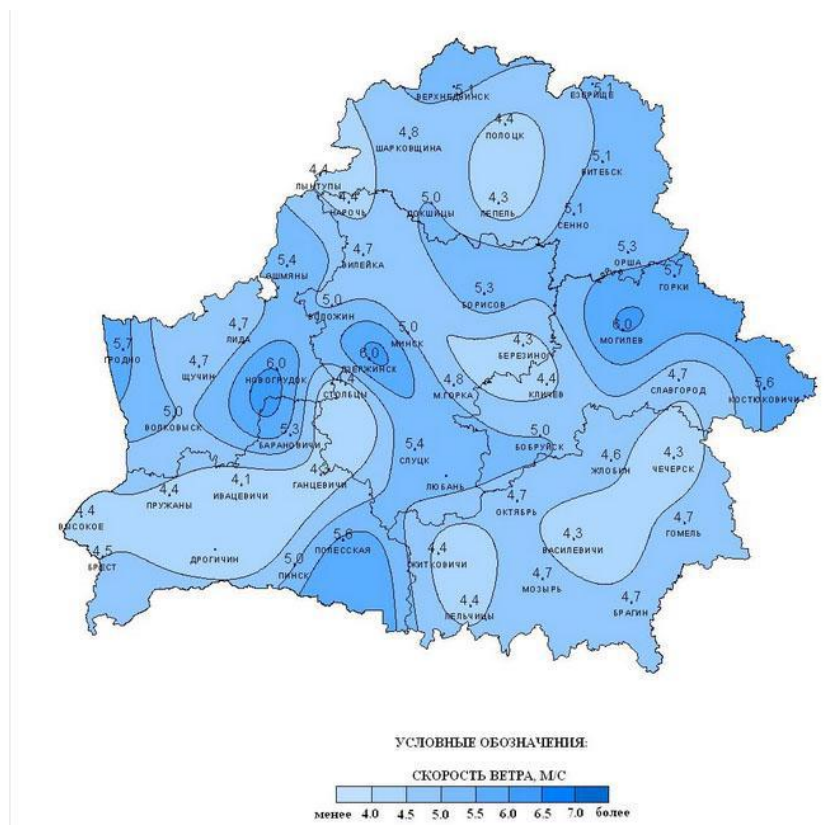 5,1
ВЕРХНЕДВИНСК
5,1
ЕЗЕРИЩЕ
4,8
ШАРКОВЩИНА
4,4
ПОЛОЦК
5,1
ВИТЕБСК
4,4
ЛЫНТУПЫ
4,4
НАРОЧЬ
5,0
ДОКШИЦЫ
4,3
ЛЕПЕЛЬ
5,1
СЕННО
4,7
ВИЛЕЙКА
5,4
ОШМЯНЫ
5,3
ОРША
5,7
ГОРКИ
5,3
БОРИСОВ
5,0
ВОЛОЖИН
5,0
МИНСК
6,0
МОГИЛЕВ
5,7
ГРОДНО
4,7
ЛИДА
4,7
ЩУЧИН
6,0
НОВОГРУДОК
6,0
ДЗЕРЖИНСК
4,4
СТОЛБЦЫ
4,3
БЕРЕЗИНО
4,8
М.ГОРКА
4,4
КЛИЧЕВ
4,7
СЛАВГОРОД
5,6
КОСТЮКОВИЧИ
5,0
ВОЛКОВЫСК
5,3
БАРАНОВИЧИ
5,4
СЛУЦК
5,0
БОБРУЙСК
4,6
ЖЛОБИН
4,3
ЧЕЧЕРСК
4,4
ПРУЖАНЫ
4,1
ИВАЦЕВИЧИ
4,3
ГАНЦЕВИЧИ
ЛЮБАНЬ
4,7
ОКТЯБРЬ
4,4
ВЫСОКОЕ
4,7
ГОМЕЛЬ
4,5
БРЕСТ
ДРОГИЧИН
5,0
ПИНСК
5,6
ПОЛЕССКАЯ
4,4
ЖИТКОВИЧИ
4,3
ВАСИЛЕВИЧИ
4,7
МОЗЫРЬ
4,4
ЛЕЛЬЧИЦЫ
4,7
БРАГИН
УСЛОВНЫЕ ОБОЗНАЧЕНИЯ:
СКОРОСТЬ ВЕТРА, М/С
менее 4.0 4.5 5.0 5.5 6.0 6.5 7.0 более